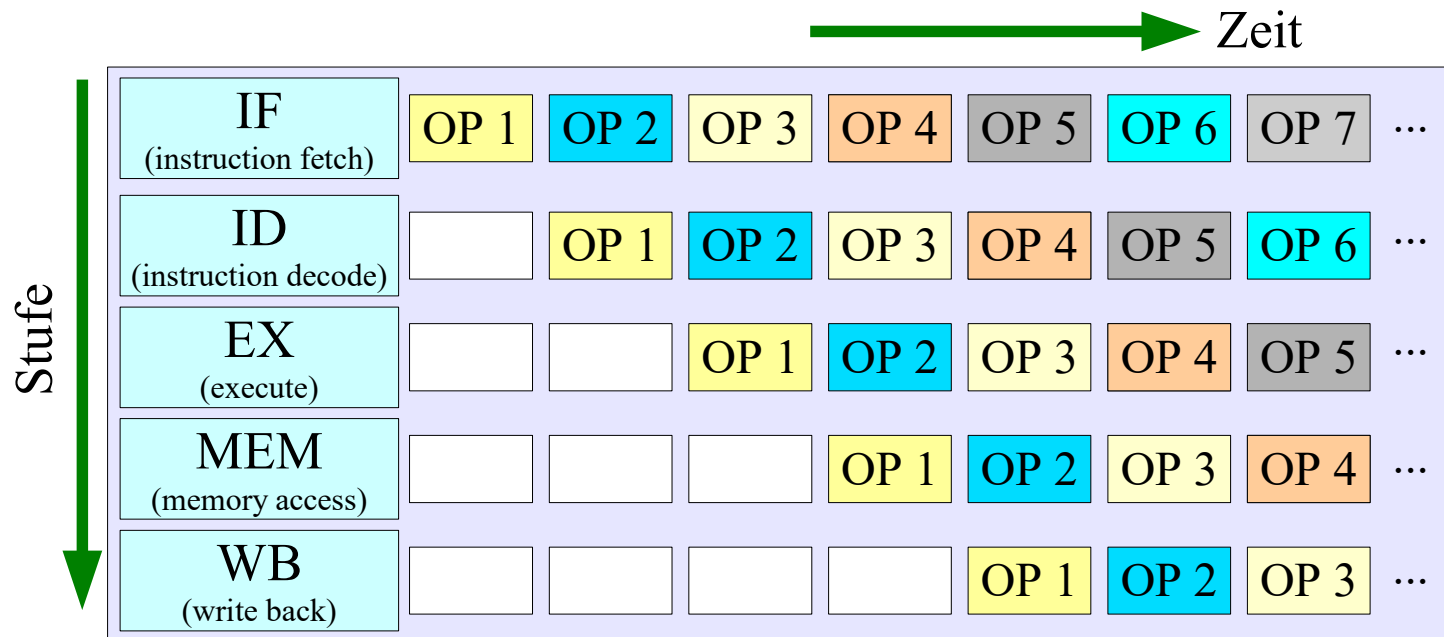 Zeit
Stufe
IF
(instruction fetch)
OP 1 OP 2 OP 3 OP 4 OP 5 OP 6 OP 7 ...
ID
(instruction decode)
OP 1 OP 2 OP 3 OP 4 OP 5 OP 6 ...
EX
(execute)
OP 1 OP 2 OP 3 OP 4 OP 5 ...
MEM
(memory access)
OP 1 OP 2 OP 3 OP 4 ...
WB
(write back)
OP 1 OP 2 OP 3 ...